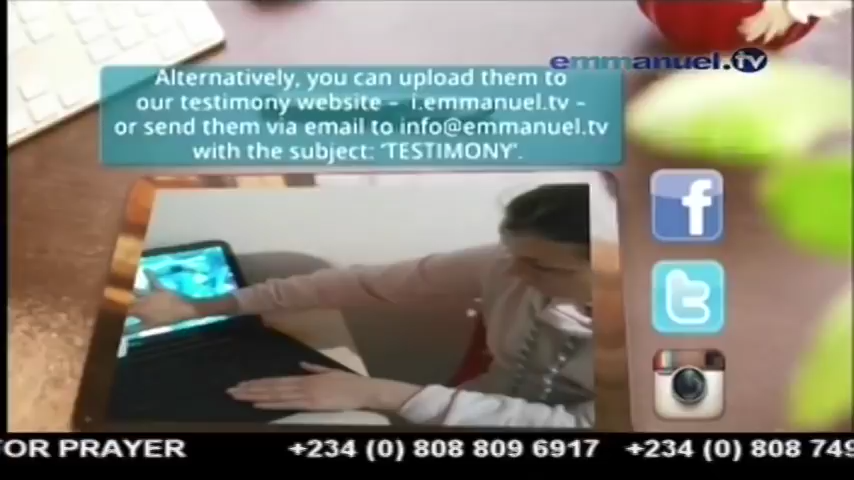 emmanuel.tv
Alternatively, you can upload them to
our testimony website – i.emmanuel.tv –
or send them via email to info@emmanuel.tv
with the subject: 'TESTIMONY'.
OR PRAYER +234 (0) 808 809 6917 +234 (0) 808 749